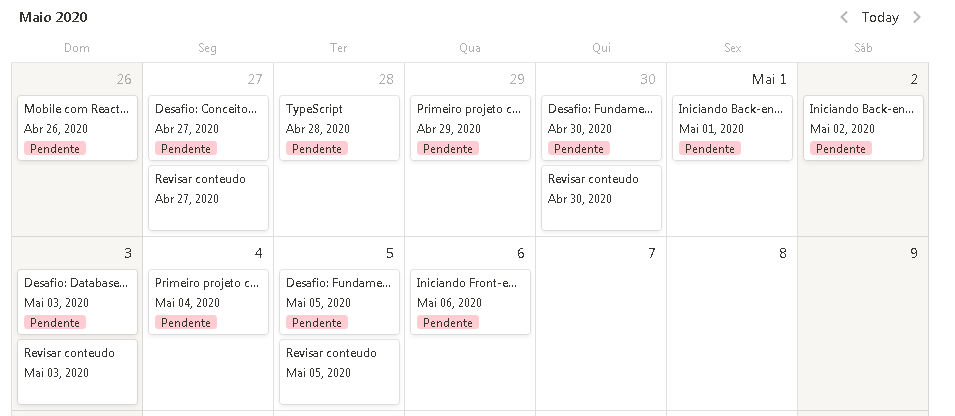 Maio 2020
Today
Dom Seg Ter Qua Qui Sex Sáb
26 27 28 29 30 Mai 1 2
Mobile com React...
Abr 26, 2020
Pendente
Desafio: Conceito...
Abr 27, 2020
Pendente
Revisar conteudo
Abr 27, 2020
TypeScript
Abr 28, 2020
Pendente
Primeiro projeto c...
Abr 29, 2020
Pendente
Desafio: Fundame...
Abr 30, 2020
Pendente
Revisar conteudo
Abr 30, 2020
Iniciando Back-en...
Mai 01, 2020
Pendente
Iniciando Back-en...
Mai 02, 2020
Pendente
3 4 5 6 7 8 9
Desafio: Database...
Mai 03, 2020
Pendente
Revisar conteudo
Mai 03, 2020
Primeiro projeto c...
Mai 04, 2020
Pendente
Desafio: Fundame...
Mai 05, 2020
Pendente
Revisar conteudo
Mai 05, 2020
Iniciando Front-e...
Mai 06, 2020
Pendente